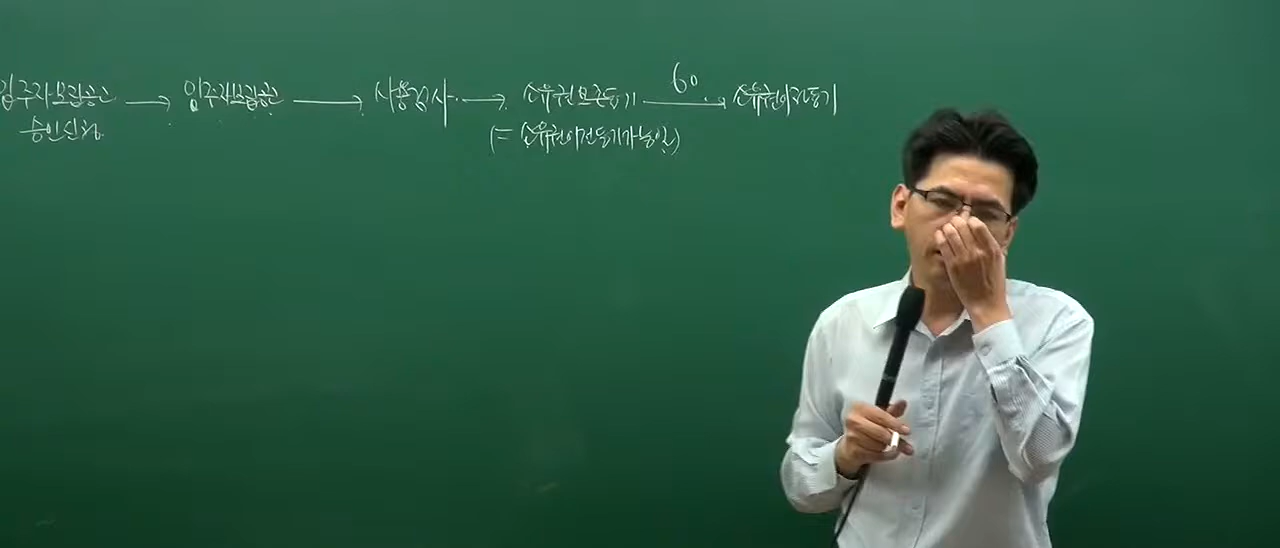 입주자모집공고 → 입주자모집공고 → 사용검사 → 소유권보존등기 60 → 소유권이전등기
승인신청 (= 소유권이전등기가능일)